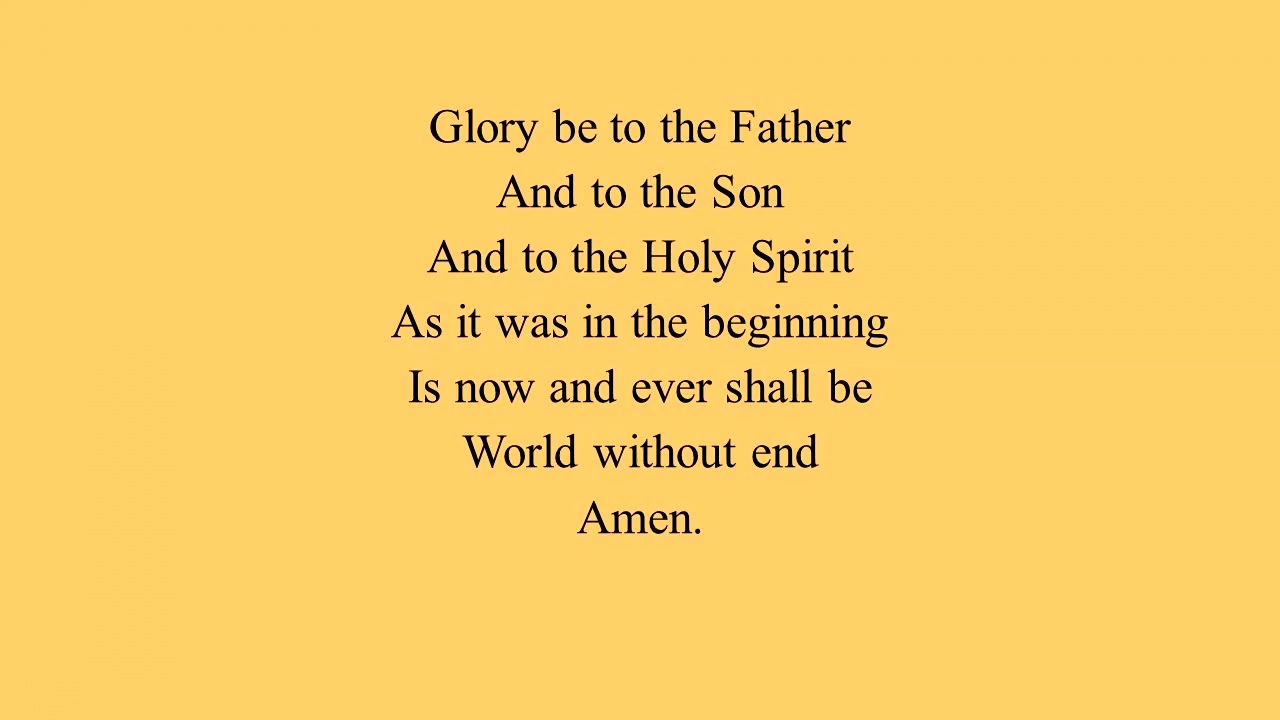 Glory be to the Father
And to the Son
And to the Holy Spirit
As it was in the beginning
Is now and ever shall be
World without end
Amen.